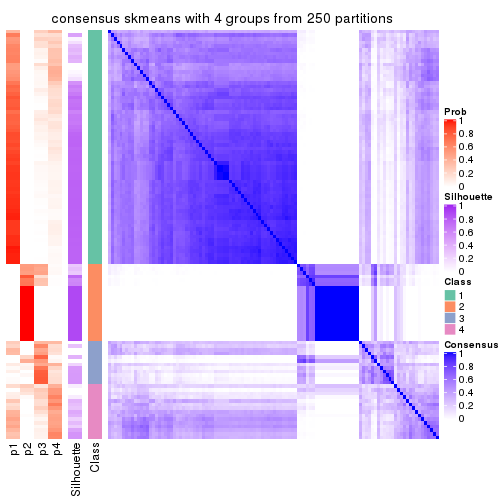 consensus skmeans with 4 groups from 250 partitions
Prob
1
0.8
0.6
0.4
0.2
0
Silhouette
1
0.8
0.6
0.4
0.2
0
Class
1
2
3
4
Consensus
1
0.8
0.6
0.4
0.2
0
p1
p2
p3
p4
Silhouette
Class